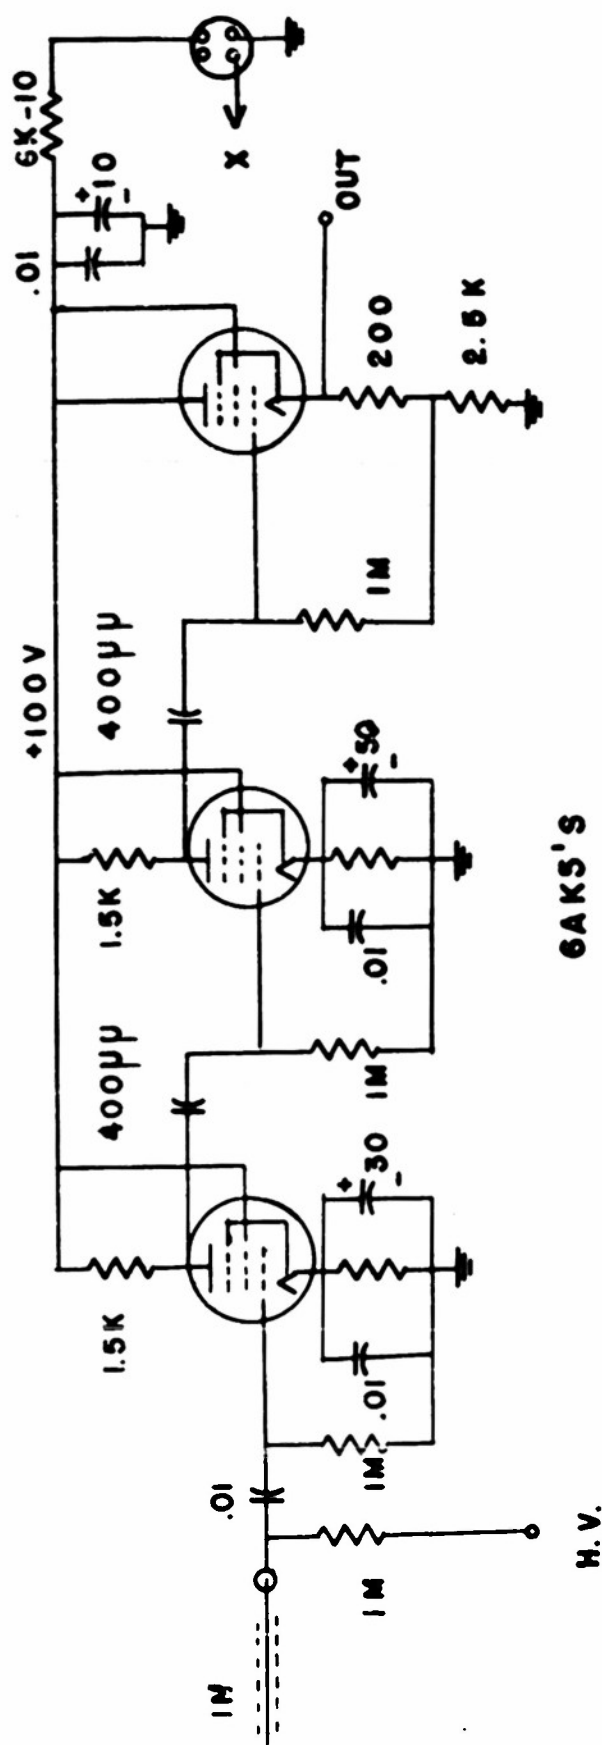 IN
.01
1M
H.V.
1M
1.5K
.01
+
30
-
400μμ
1M
1.5K
.01
+
50
-
+100V
400μμ
1M
6AK5'S
.01
+
10
-
6K-10
X
OUT
200
2.5K